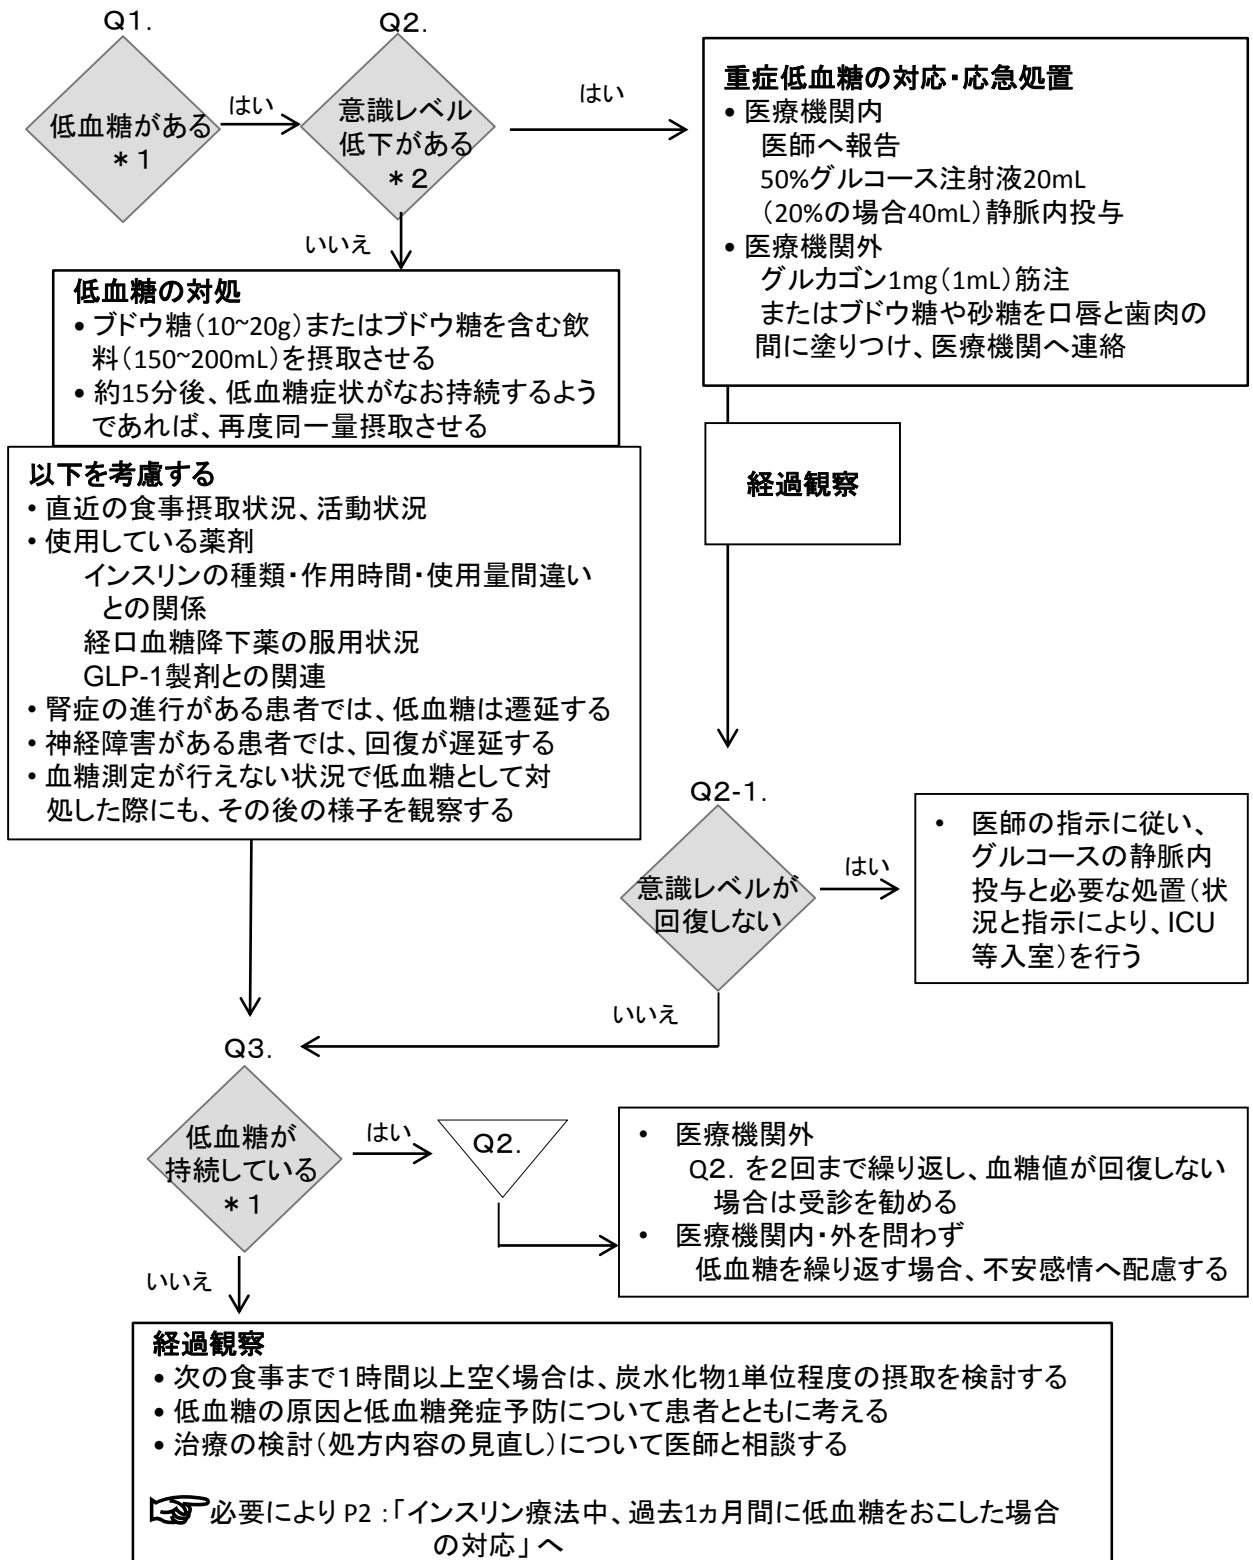 Q1.
低血糖がある
＊1
はい
Q2.
意識レベル
低下がある
＊2
はい
重症低血糖の対応・応急処置
• 医療機関内
医師へ報告
50%グルコース注射液20mL
（20%の場合40mL）静脈内投与
• 医療機関外
グルカゴン1mg（1mL）筋注
またはブドウ糖や砂糖を口唇と歯肉の
間に塗りつけ、医療機関へ連絡
いいえ
低血糖の対処
• ブドウ糖（10~20g）またはブドウ糖を含む飲
料（150~200mL）を摂取させる
• 約15分後、低血糖症状がなお持続するよう
であれば、再度同一量摂取させる
以下を考慮する
• 直近の食事摂取状況、活動状況
• 使用している薬剤
インスリンの種類・作用時間・使用量間違い
との関係
経口血糖降下薬の服用状況
GLP-1製剤との関連
• 腎症の進行がある患者では、低血糖は遷延する
• 神経障害がある患者では、回復が遅延する
• 血糖測定が行えない状況で低血糖として対
処した際にも、その後の様子を観察する
経過観察
Q2-1.
意識レベルが
回復しない
はい
• 医師の指示に従い、
グルコースの静脈内
投与と必要な処置（状
況と指示により、ICU
等入室）を行う
いいえ
Q3.
低血糖が
持続している
＊1
はい
Q2.
• 医療機関外
Q2. を2回まで繰り返し、血糖値が回復しない
場合は受診を勧める
• 医療機関内・外を問わず
低血糖を繰り返す場合、不安感情へ配慮する
いいえ
経過観察
• 次の食事まで１時間以上空く場合は、炭水化物1単位程度の摂取を検討する
• 低血糖の原因と低血糖発症予防について患者とともに考える
• 治療の検討（処方内容の見直し）について医師と相談する
☞必要により P2 ：「インスリン療法中、過去1ヵ月間に低血糖をおこした場合
の対応」 へ